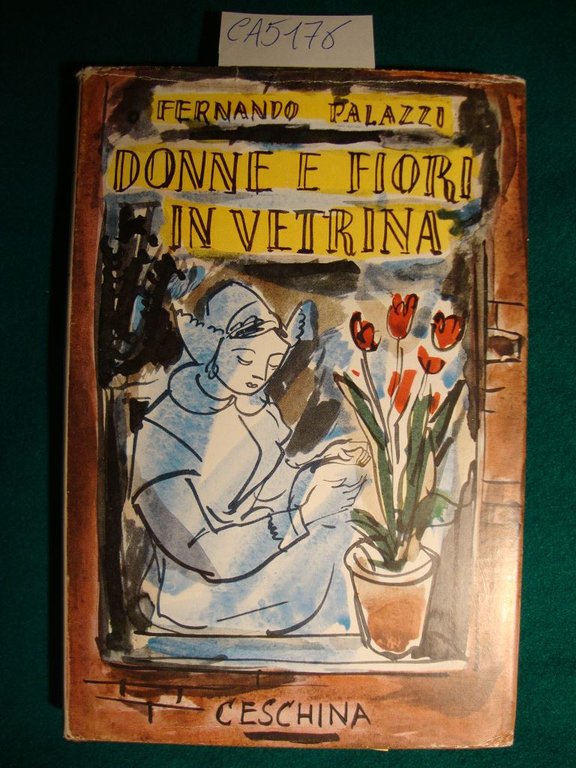 CA5176
FERNANDO PALAZZI
DONNE E FIORI
IN VETRINA
CESCHINA